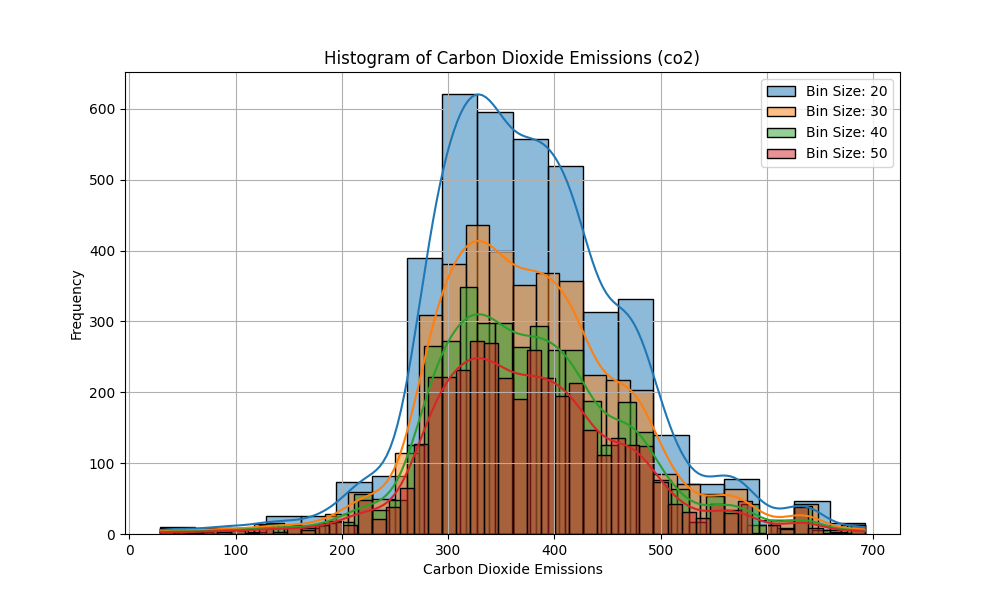 Histogram of Carbon Dioxide Emissions (co2)
Bin Size: 20
Bin Size: 30
Bin Size: 40
Bin Size: 50
Frequency
600
500
400
300
200
100
0
0 100 200 300 400 500 600 700
Carbon Dioxide Emissions